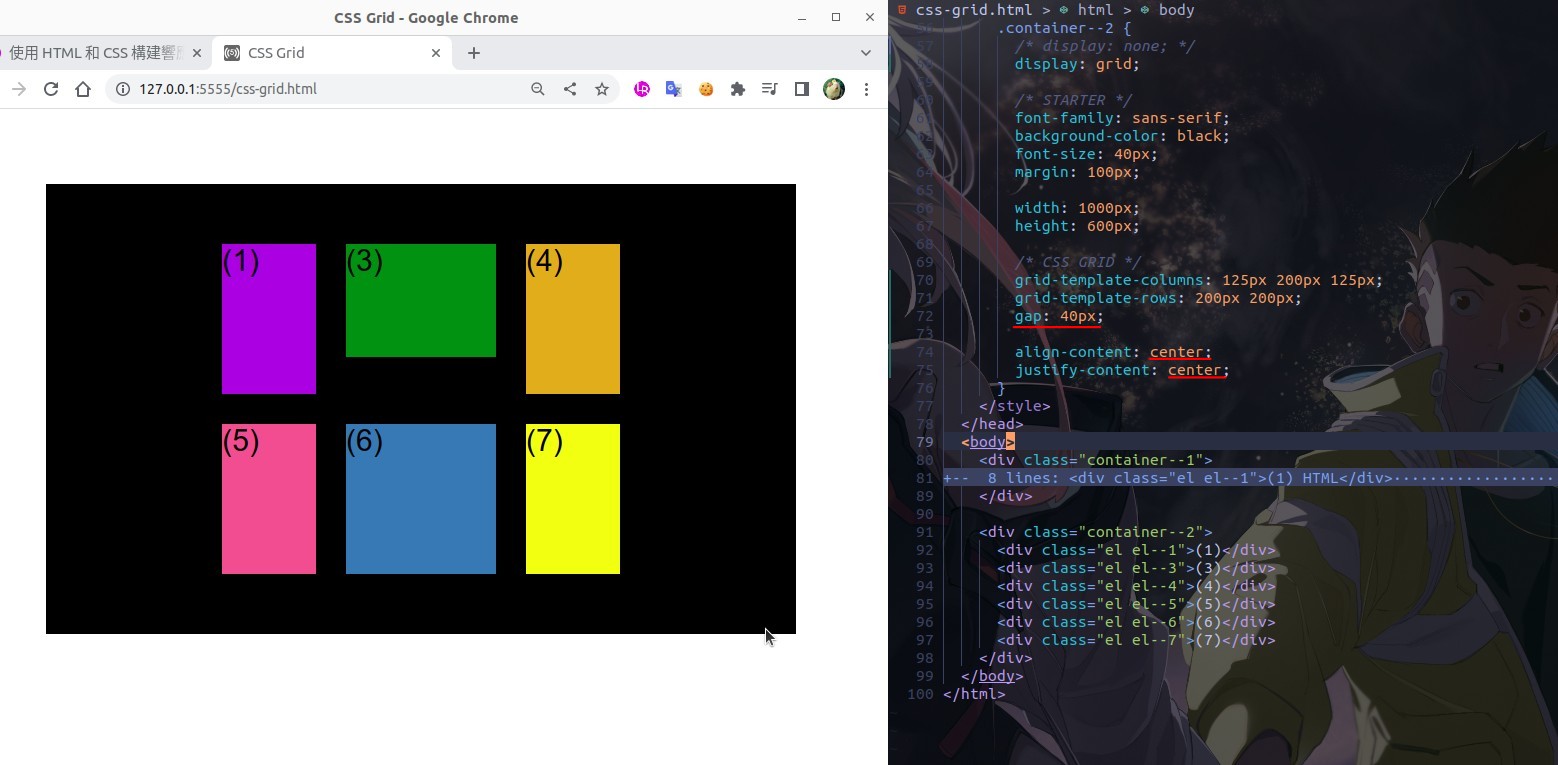 CSS Grid - Google Chrome
使用 HTML 和 CSS 構建響
CSS Grid
127.0.0.1:5555/css-grid.html
(1)
(3)
(4)
(5)
(6)
(7)
css-grid.html > html > body
56 .container--2 {
57 /* display: none; */
display: grid;
/* STARTER */
font-family: sans-serif;
background-color: black;
63 font-size: 40px;
64 margin: 100px;
65
66 width: 1000px;
67 height: 600px;
68
69 /* CSS GRID */
70 grid-template-columns: 125px 200px 125px;
71 grid-template-rows: 200px 200px;
72 gap: 40px;
73
74 align-content: center;
75 justify-content: center;
76 }
77 </style>
78 </head>
79 <body>
80 <div class="container--1">
81 +-- 8 lines: <div class="el el--1">(1) HTML</div>··················
89 </div>
90
91 <div class="container--2">
92 <div class="el el--1">(1)</div>
93 <div class="el el--3">(3)</div>
94 <div class="el el--4">(4)</div>
95 <div class="el el--5">(5)</div>
96 <div class="el el--6">(6)</div>
97 <div class="el el--7">(7)</div>
98 </div>
99 </body>
100 </html>